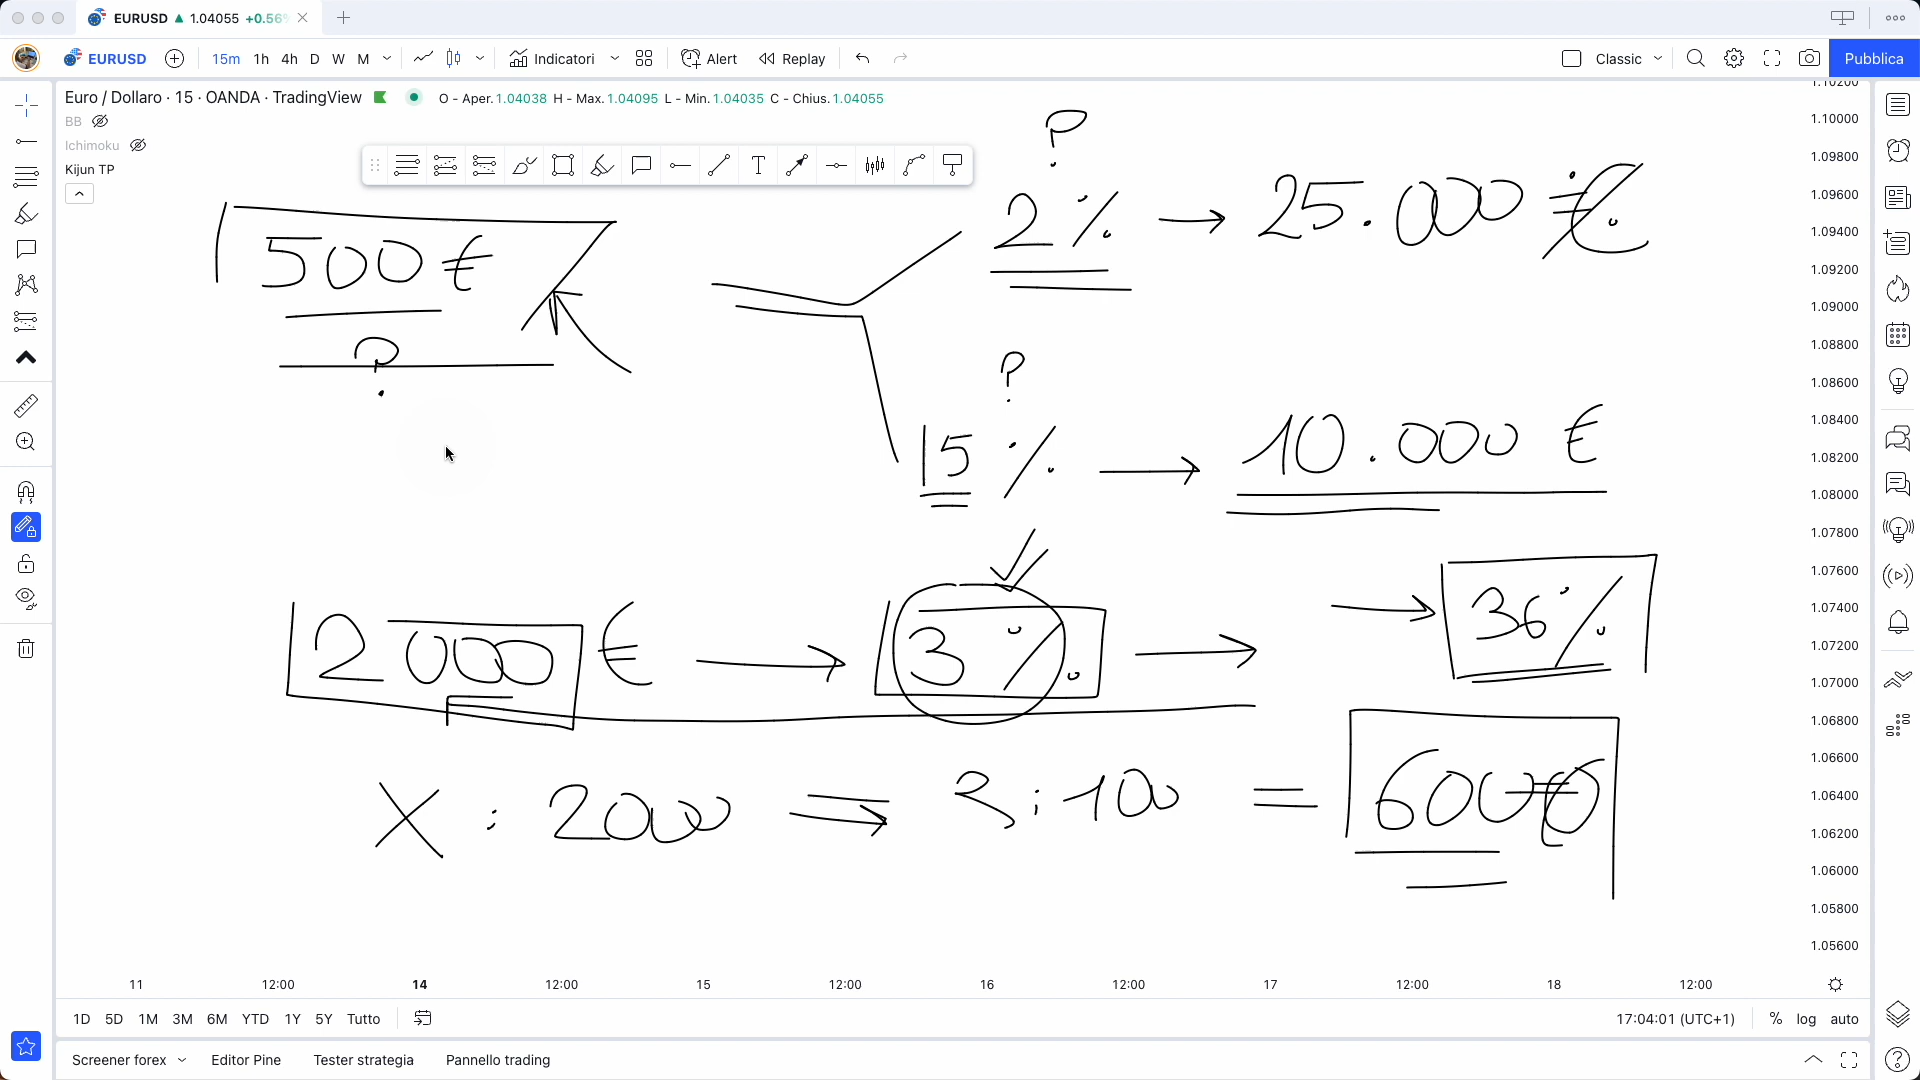 EURUSD ▲ 1.04055 +0.56%
EURUSD 15m 1h 4h D W M Indicatori Alert Replay Classic Pubblica
Euro / Dollaro · 15 · OANDA · TradingView O - Aper.1.04038 H - Max.1.04095 L - Min.1.04035 C - Chius.1.04055
BB
Ichimoku
Kijun TP
?
2% → 25.000 €
500 €
?
?
15% → 10.000 €
→ 36%
2000 € → 3% →
X : 2000 ⇒ 3 : 100 =
1.10200
1.10000
1.09800
1.09600
1.09400
1.09200
1.09000
1.08800
1.08600
1.08400
1.08200
1.08000
1.07800
1.07600
1.07400
1.07200
1.07000
1.06800
1.06600
1.06400
1.06200
1.06000
1.05800
1.05600
11 12:00 14 12:00 15 12:00 16 12:00 17 12:00 18 12:00
1D 5D 1M 3M 6M YTD 1Y 5Y Tutto 17:04:01 (UTC+1) % log auto
Screener forex Editor Pine Tester strategia Pannello trading